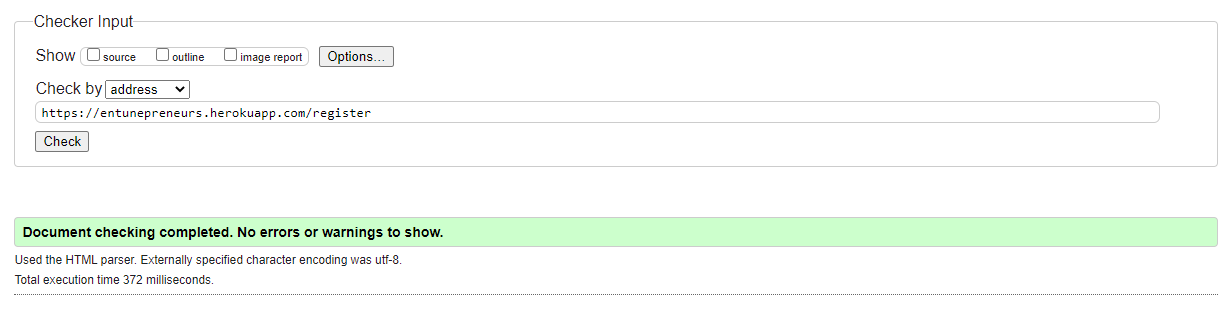 Checker Input
Show source outline image report Options...
Check by address
https://entunepreneurs.herokuapp.com/register
Check
Document checking completed. No errors or warnings to show.
Used the HTML parser. Externally specified character encoding was utf-8.
Total execution time 372 milliseconds.